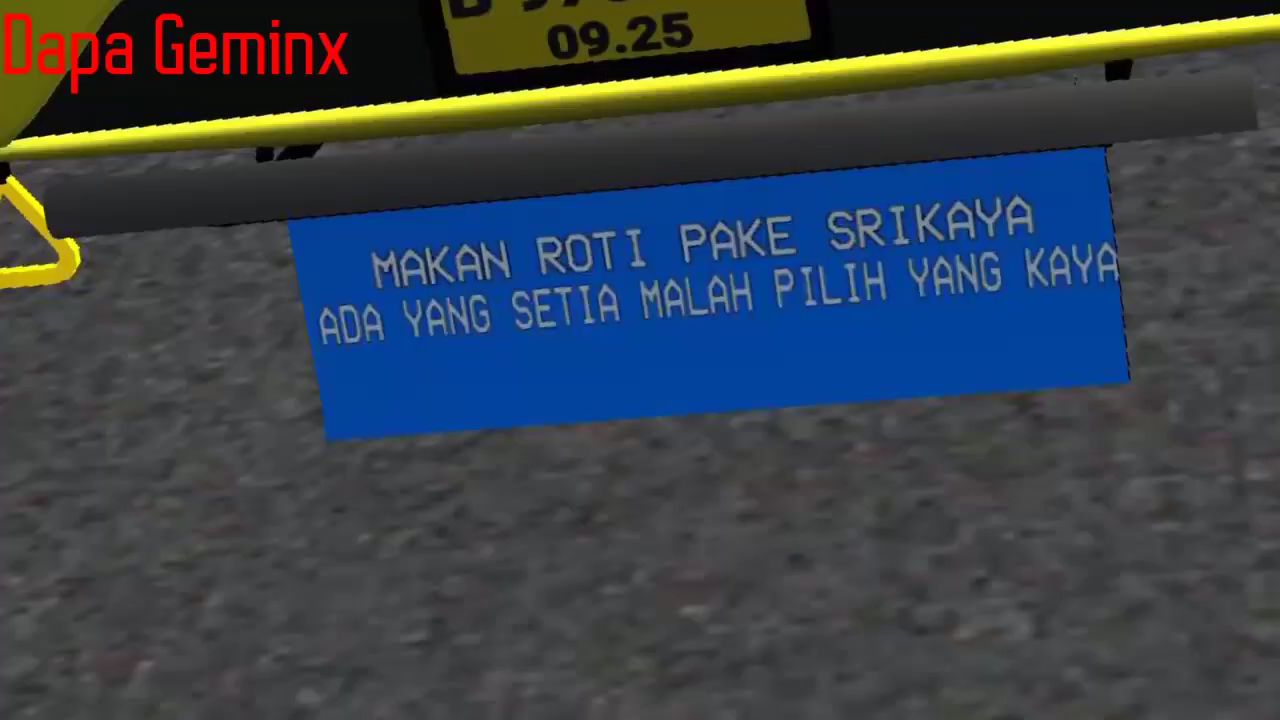 Dapa Geminx
09.25
MAKAN ROTI PAKE SRIKAYA
ADA YANG SETIA MALAH PILIH YANG KAYA